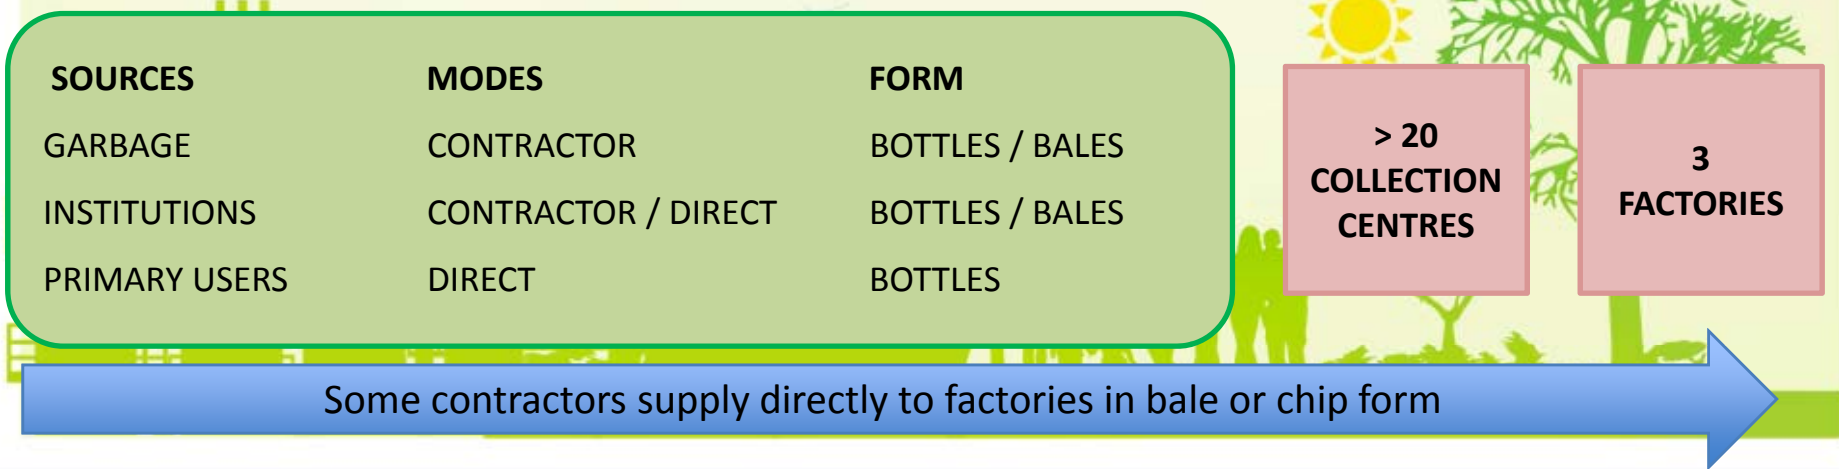 SOURCES MODES FORM
GARBAGE CONTRACTOR BOTTLES / BALES
INSTITUTIONS CONTRACTOR / DIRECT BOTTLES / BALES
PRIMARY USERS DIRECT BOTTLES
> 20
COLLECTION
CENTRES
3
FACTORIES
Some contractors supply directly to factories in bale or chip form